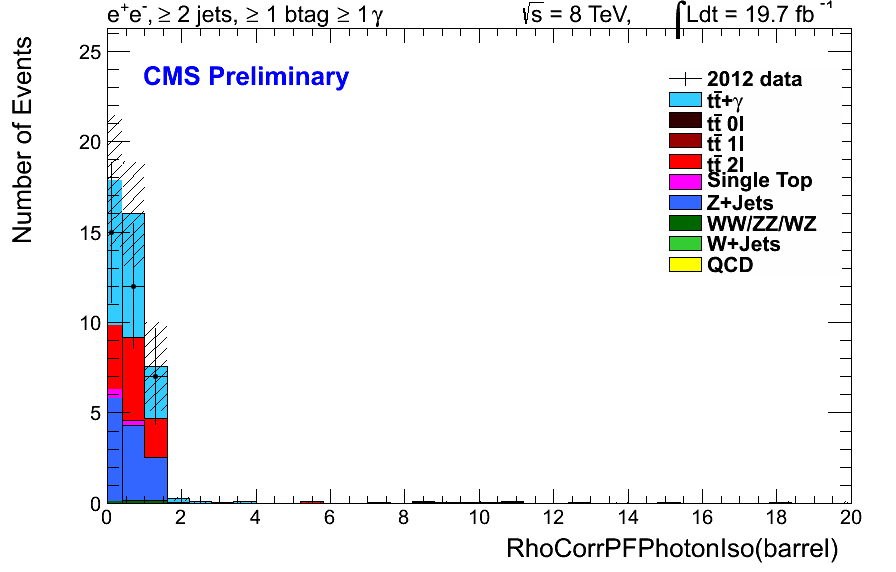 e⁺e⁻, ≥ 2 jets, ≥ 1 btag ≥ 1 γ
√s = 8 TeV, ∫Ldt = 19.7 fb⁻¹
CMS Preliminary
2012 data
tt̄+γ
tt̄ 0l
tt̄ 1l
tt̄ 2l
Single Top
Z+Jets
WW/ZZ/WZ
W+Jets
QCD
Number of Events
25
20
15
10
5
0
0 2 4 6 8 10 12 14 16 18 20
RhoCorrPFPhotonIso(barrel)